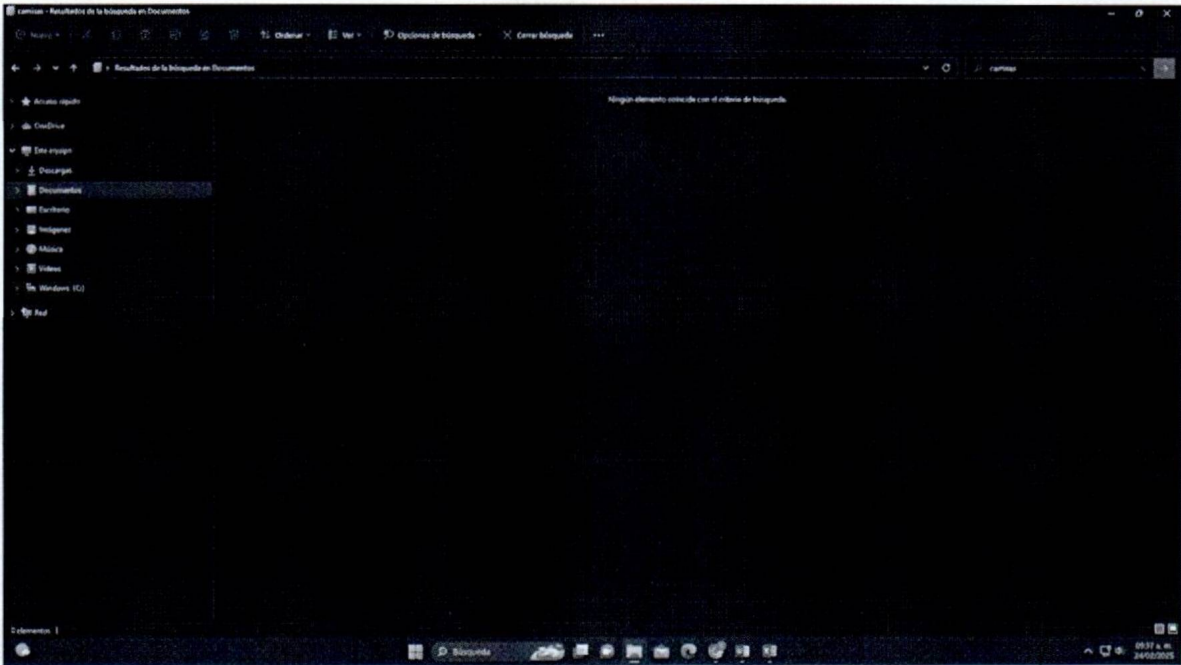 camisas - Resultados de la búsqueda en Documentos
Nuevo Ordenar Ver Opciones de búsqueda Cerrar búsqueda ...
Resultados de la búsqueda en Documentos camisas
Acceso rápido
Ningún elemento coincide con el criterio de búsqueda.
OneDrive
Este equipo
Descargas
Documentos
Escritorio
Imágenes
Música
Videos
Windows (C:)
Red
0 elementos
Búsqueda
09:37 a. m.
24/02/2025